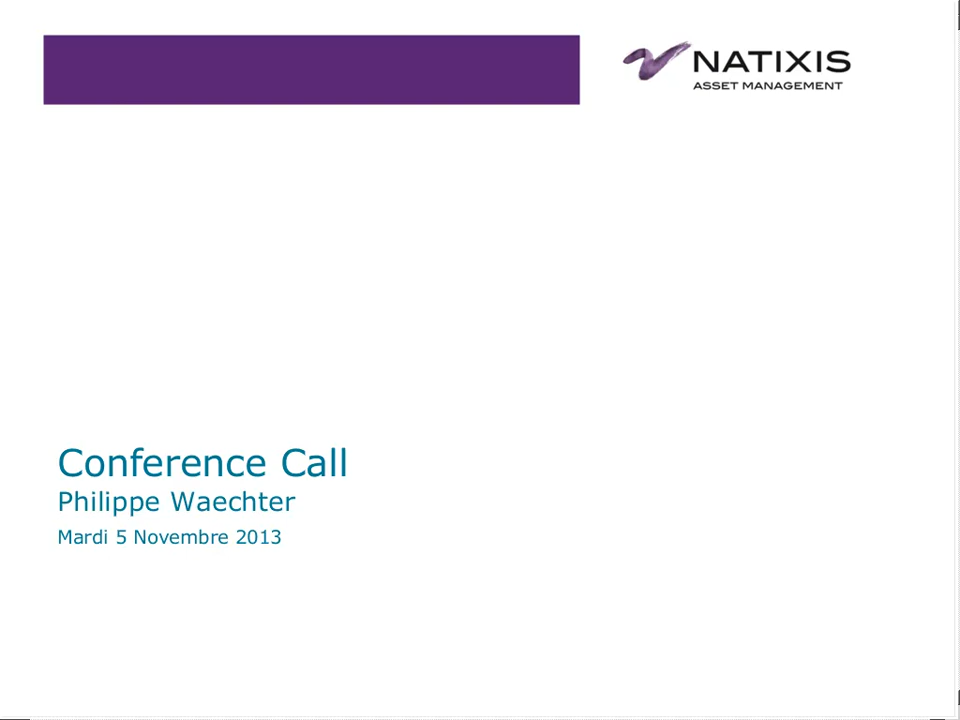 NATIXIS
ASSET MANAGEMENT
Conference Call
Philippe Waechter
Mardi 5 Novembre 2013